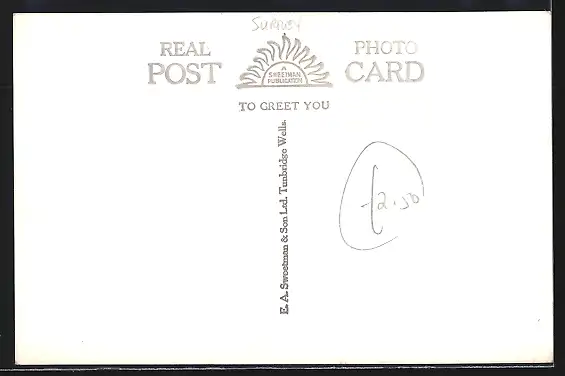 SURREY
REAL PHOTO
POST CARD
A
SWEETMAN
PUBLICATION
TO GREET YOU
E. A. Sweetman & Son Ltd. Tunbridge Wells.
£2.50